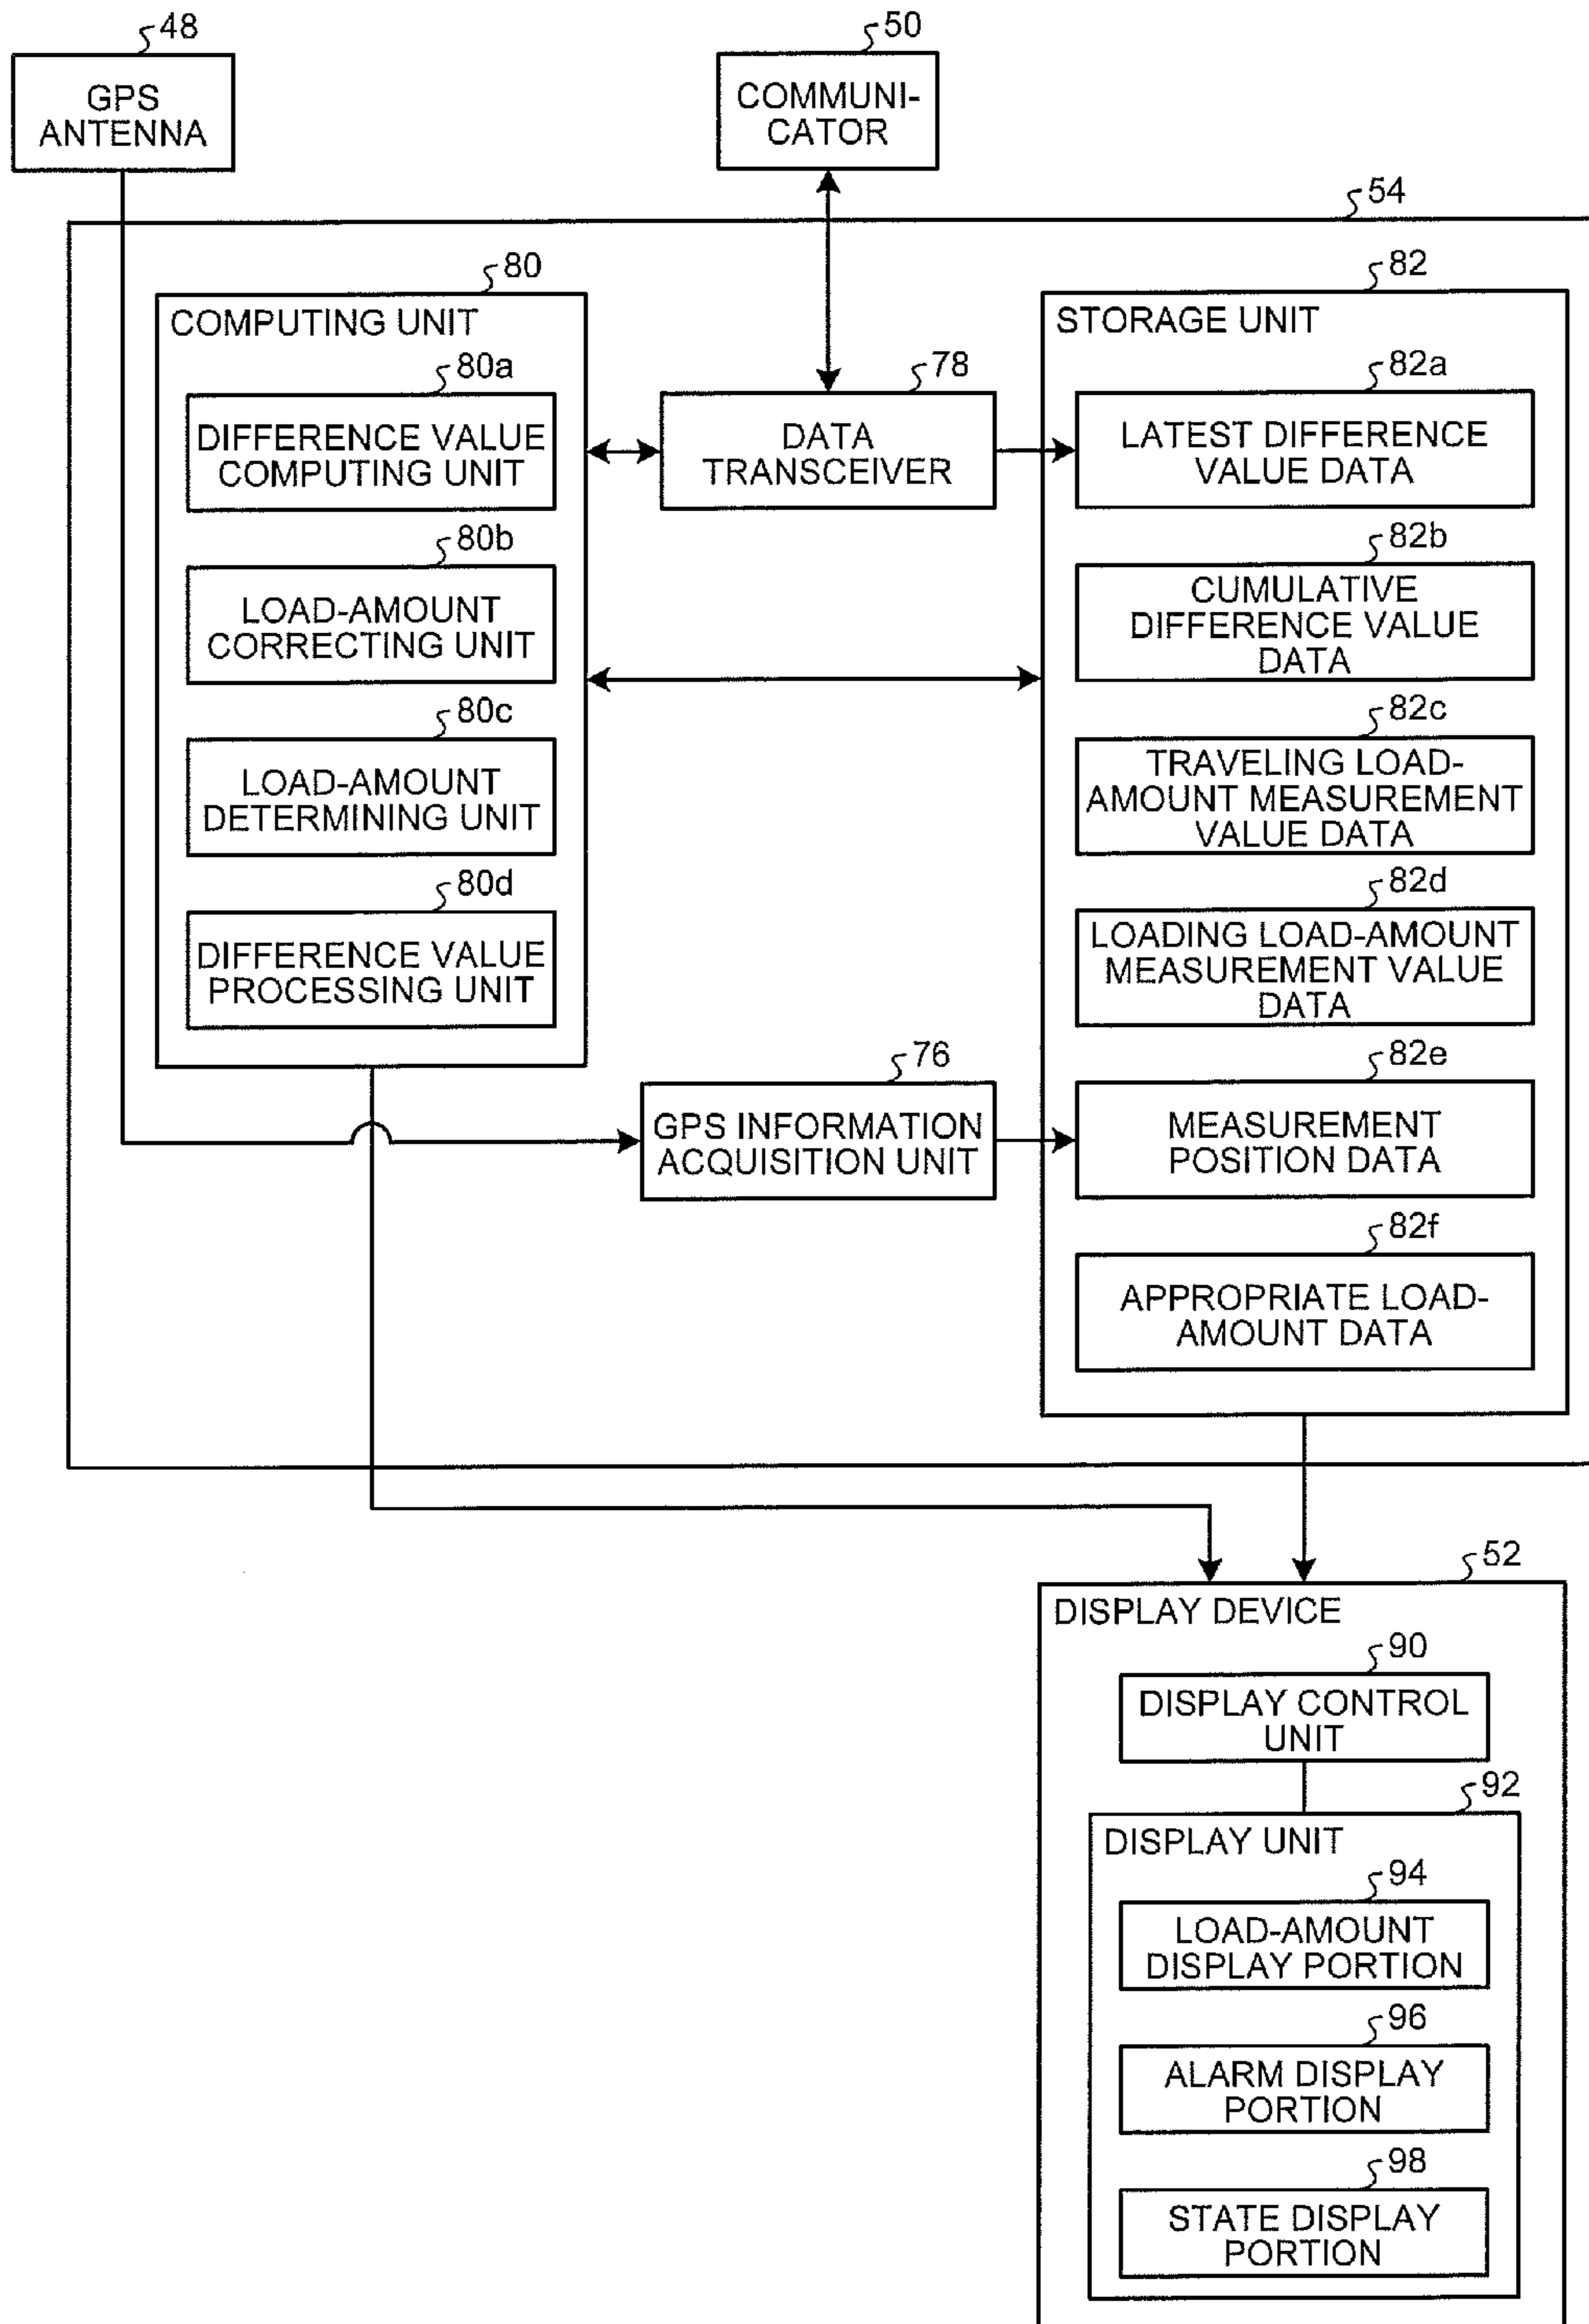 48
GPS
ANTENNA
50
COMMUNI-
CATOR
54
80
COMPUTING UNIT
80a
DIFFERENCE VALUE
COMPUTING UNIT
80b
LOAD-AMOUNT
CORRECTING UNIT
80c
LOAD-AMOUNT
DETERMINING UNIT
80d
DIFFERENCE VALUE
PROCESSING UNIT
78
DATA
TRANSCEIVER
76
GPS INFORMATION
ACQUISITION UNIT
82
STORAGE UNIT
82a
LATEST DIFFERENCE
VALUE DATA
82b
CUMULATIVE
DIFFERENCE VALUE
DATA
82c
TRAVELING LOAD-
AMOUNT MEASUREMENT
VALUE DATA
82d
LOADING LOAD-AMOUNT
MEASUREMENT VALUE
DATA
82e
MEASUREMENT
POSITION DATA
82f
APPROPRIATE LOAD-
AMOUNT DATA
52
DISPLAY DEVICE
90
DISPLAY CONTROL
UNIT
92
DISPLAY UNIT
94
LOAD-AMOUNT
DISPLAY PORTION
96
ALARM DISPLAY
PORTION
98
STATE DISPLAY
PORTION